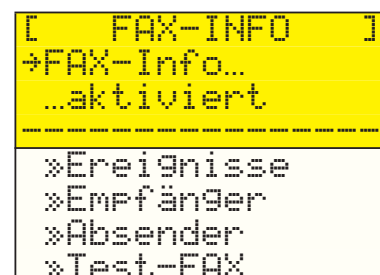 [ FAX-INFO ]
→FAX-Info…
…aktiviert
----------------
»Ereignisse
»Empfänger
»Absender
»Test-FAX